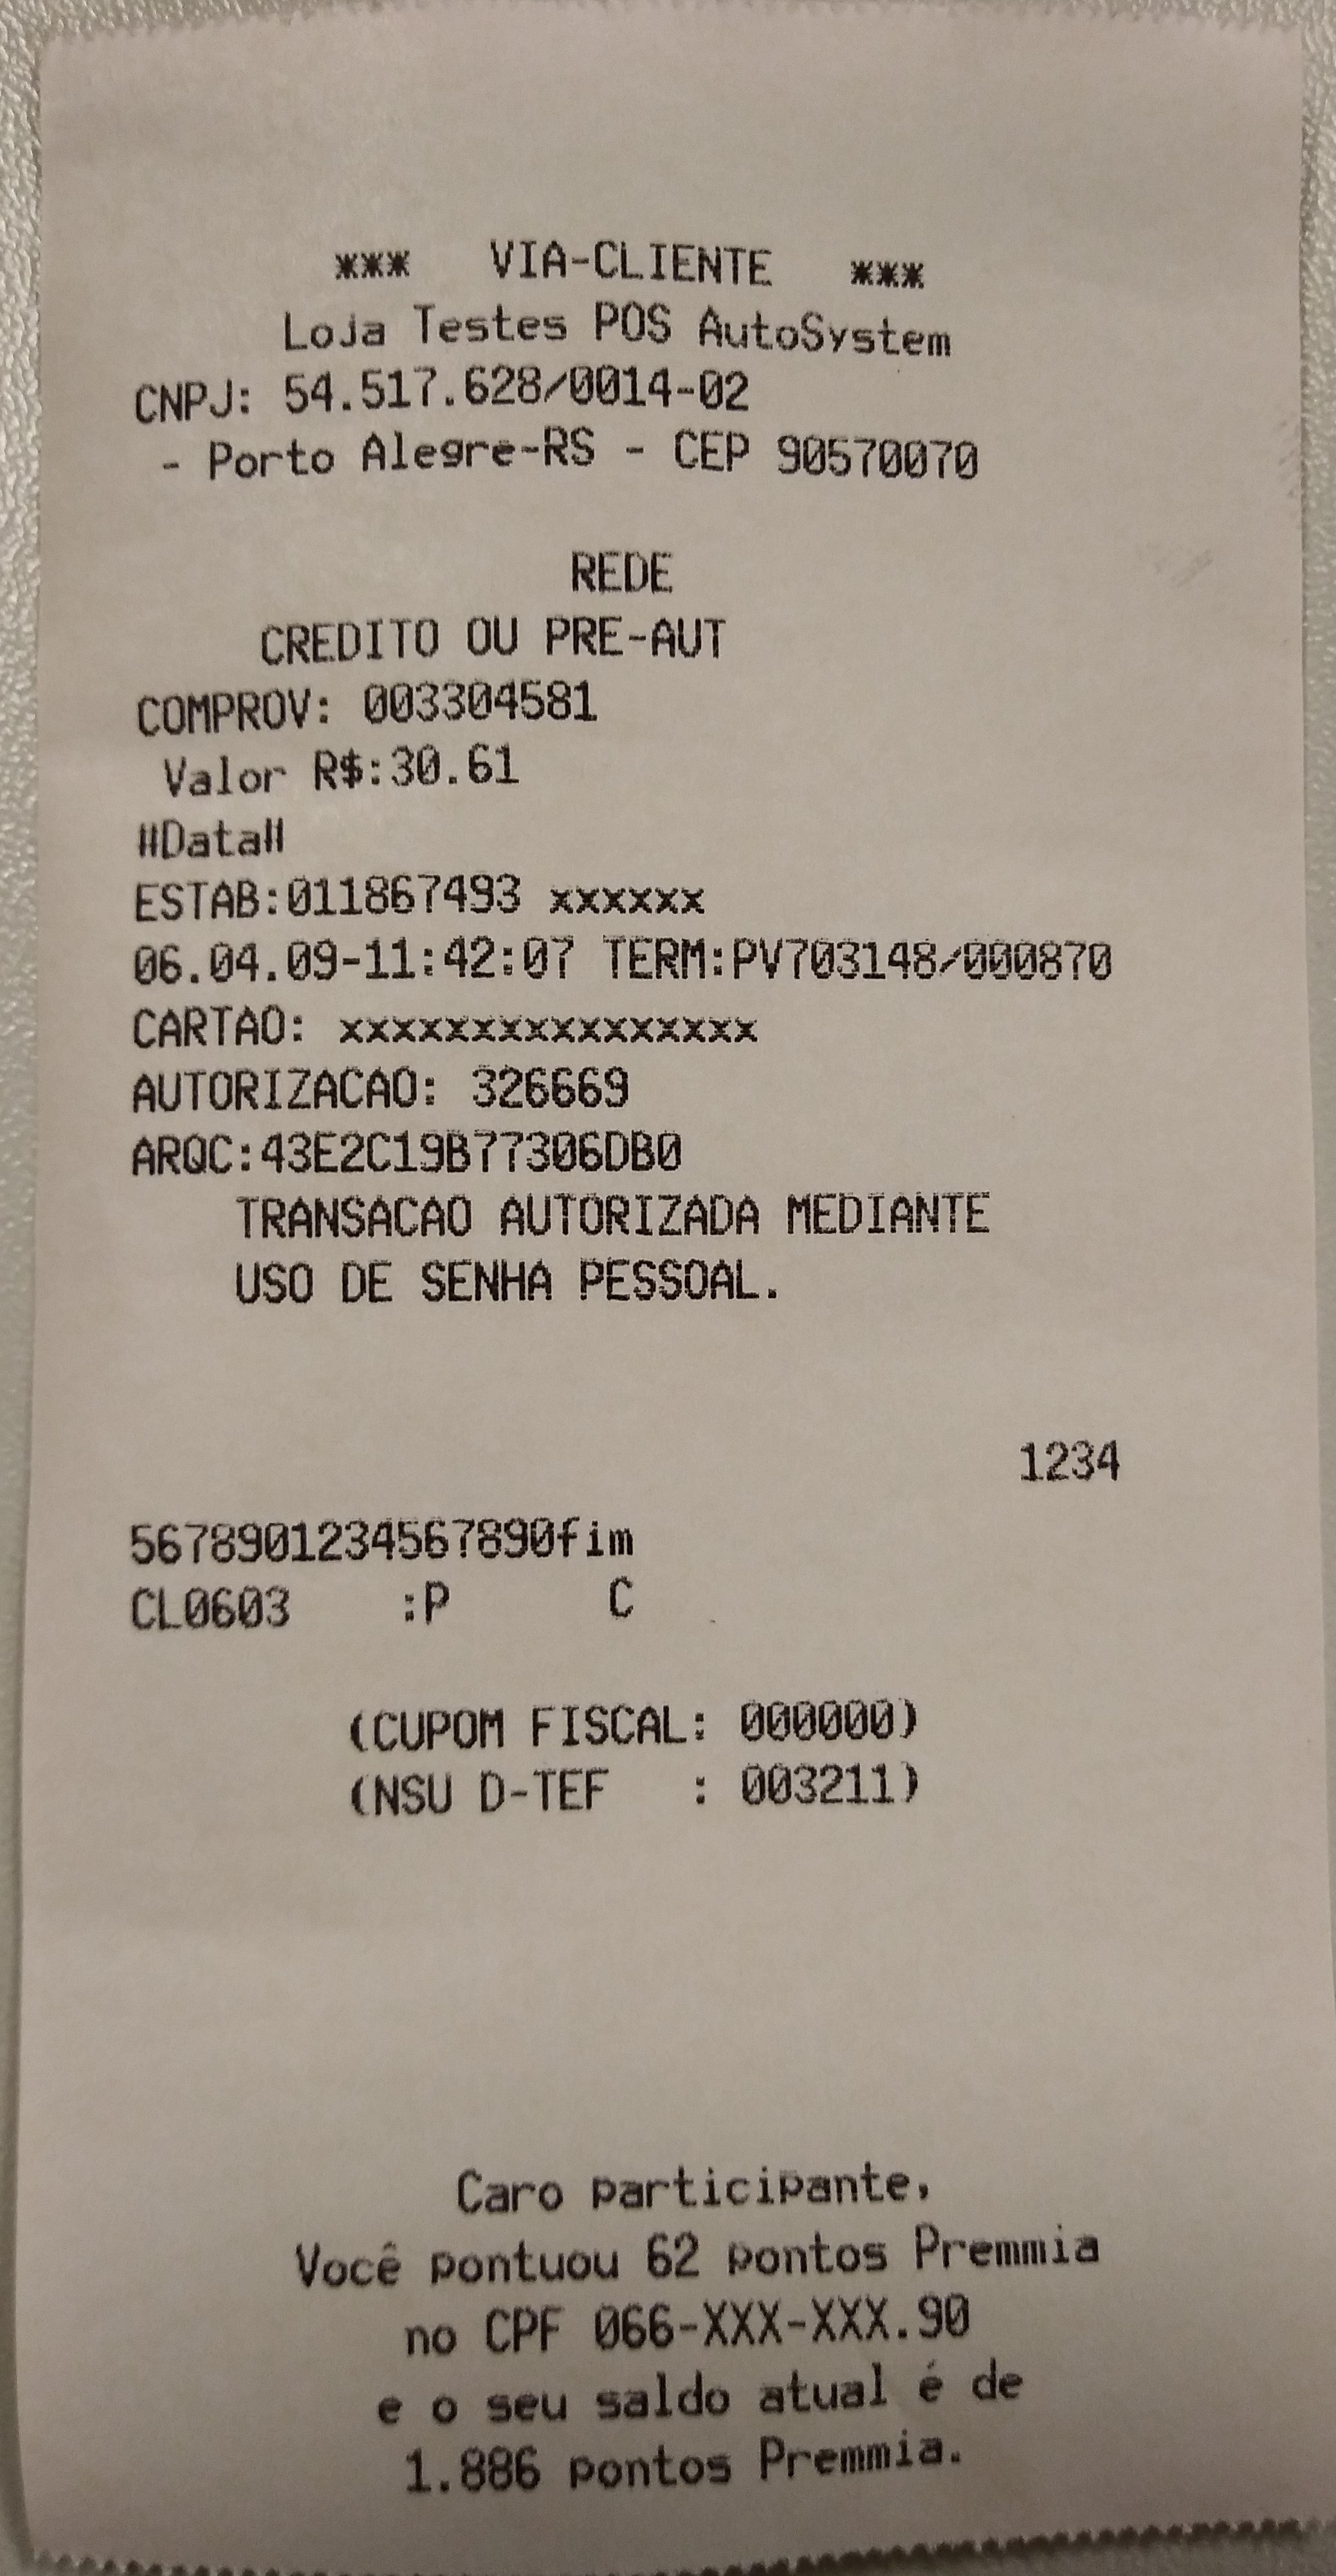 *** VIA-CLIENTE ***
Loja Testes POS AutoSystem
CNPJ: 54.517.628/0014-02
- Porto Alegre-RS - CEP 90570070
REDE
CREDITO OU PRE-AUT
COMPROV: 003304581
Valor R$:30.61
#Data#
ESTAB:011867493 xxxxxx
06.04.09-11:42:07 TERM:PV703148/000870
CARTAO: xxxxxxxxxxxxxxxx
AUTORIZACAO: 326669
ARQC:43E2C19B77306DB0
TRANSACAO AUTORIZADA MEDIANTE
USO DE SENHA PESSOAL.
1234
5678901234567890fim
CL0603 :P C
(CUPOM FISCAL: 000000)
(NSU D-TEF : 003211)
Caro participante,
Você pontuou 62 pontos Premmia
no CPF 066-XXX-XXX.90
e o seu saldo atual é de
1.886 pontos Premmia.